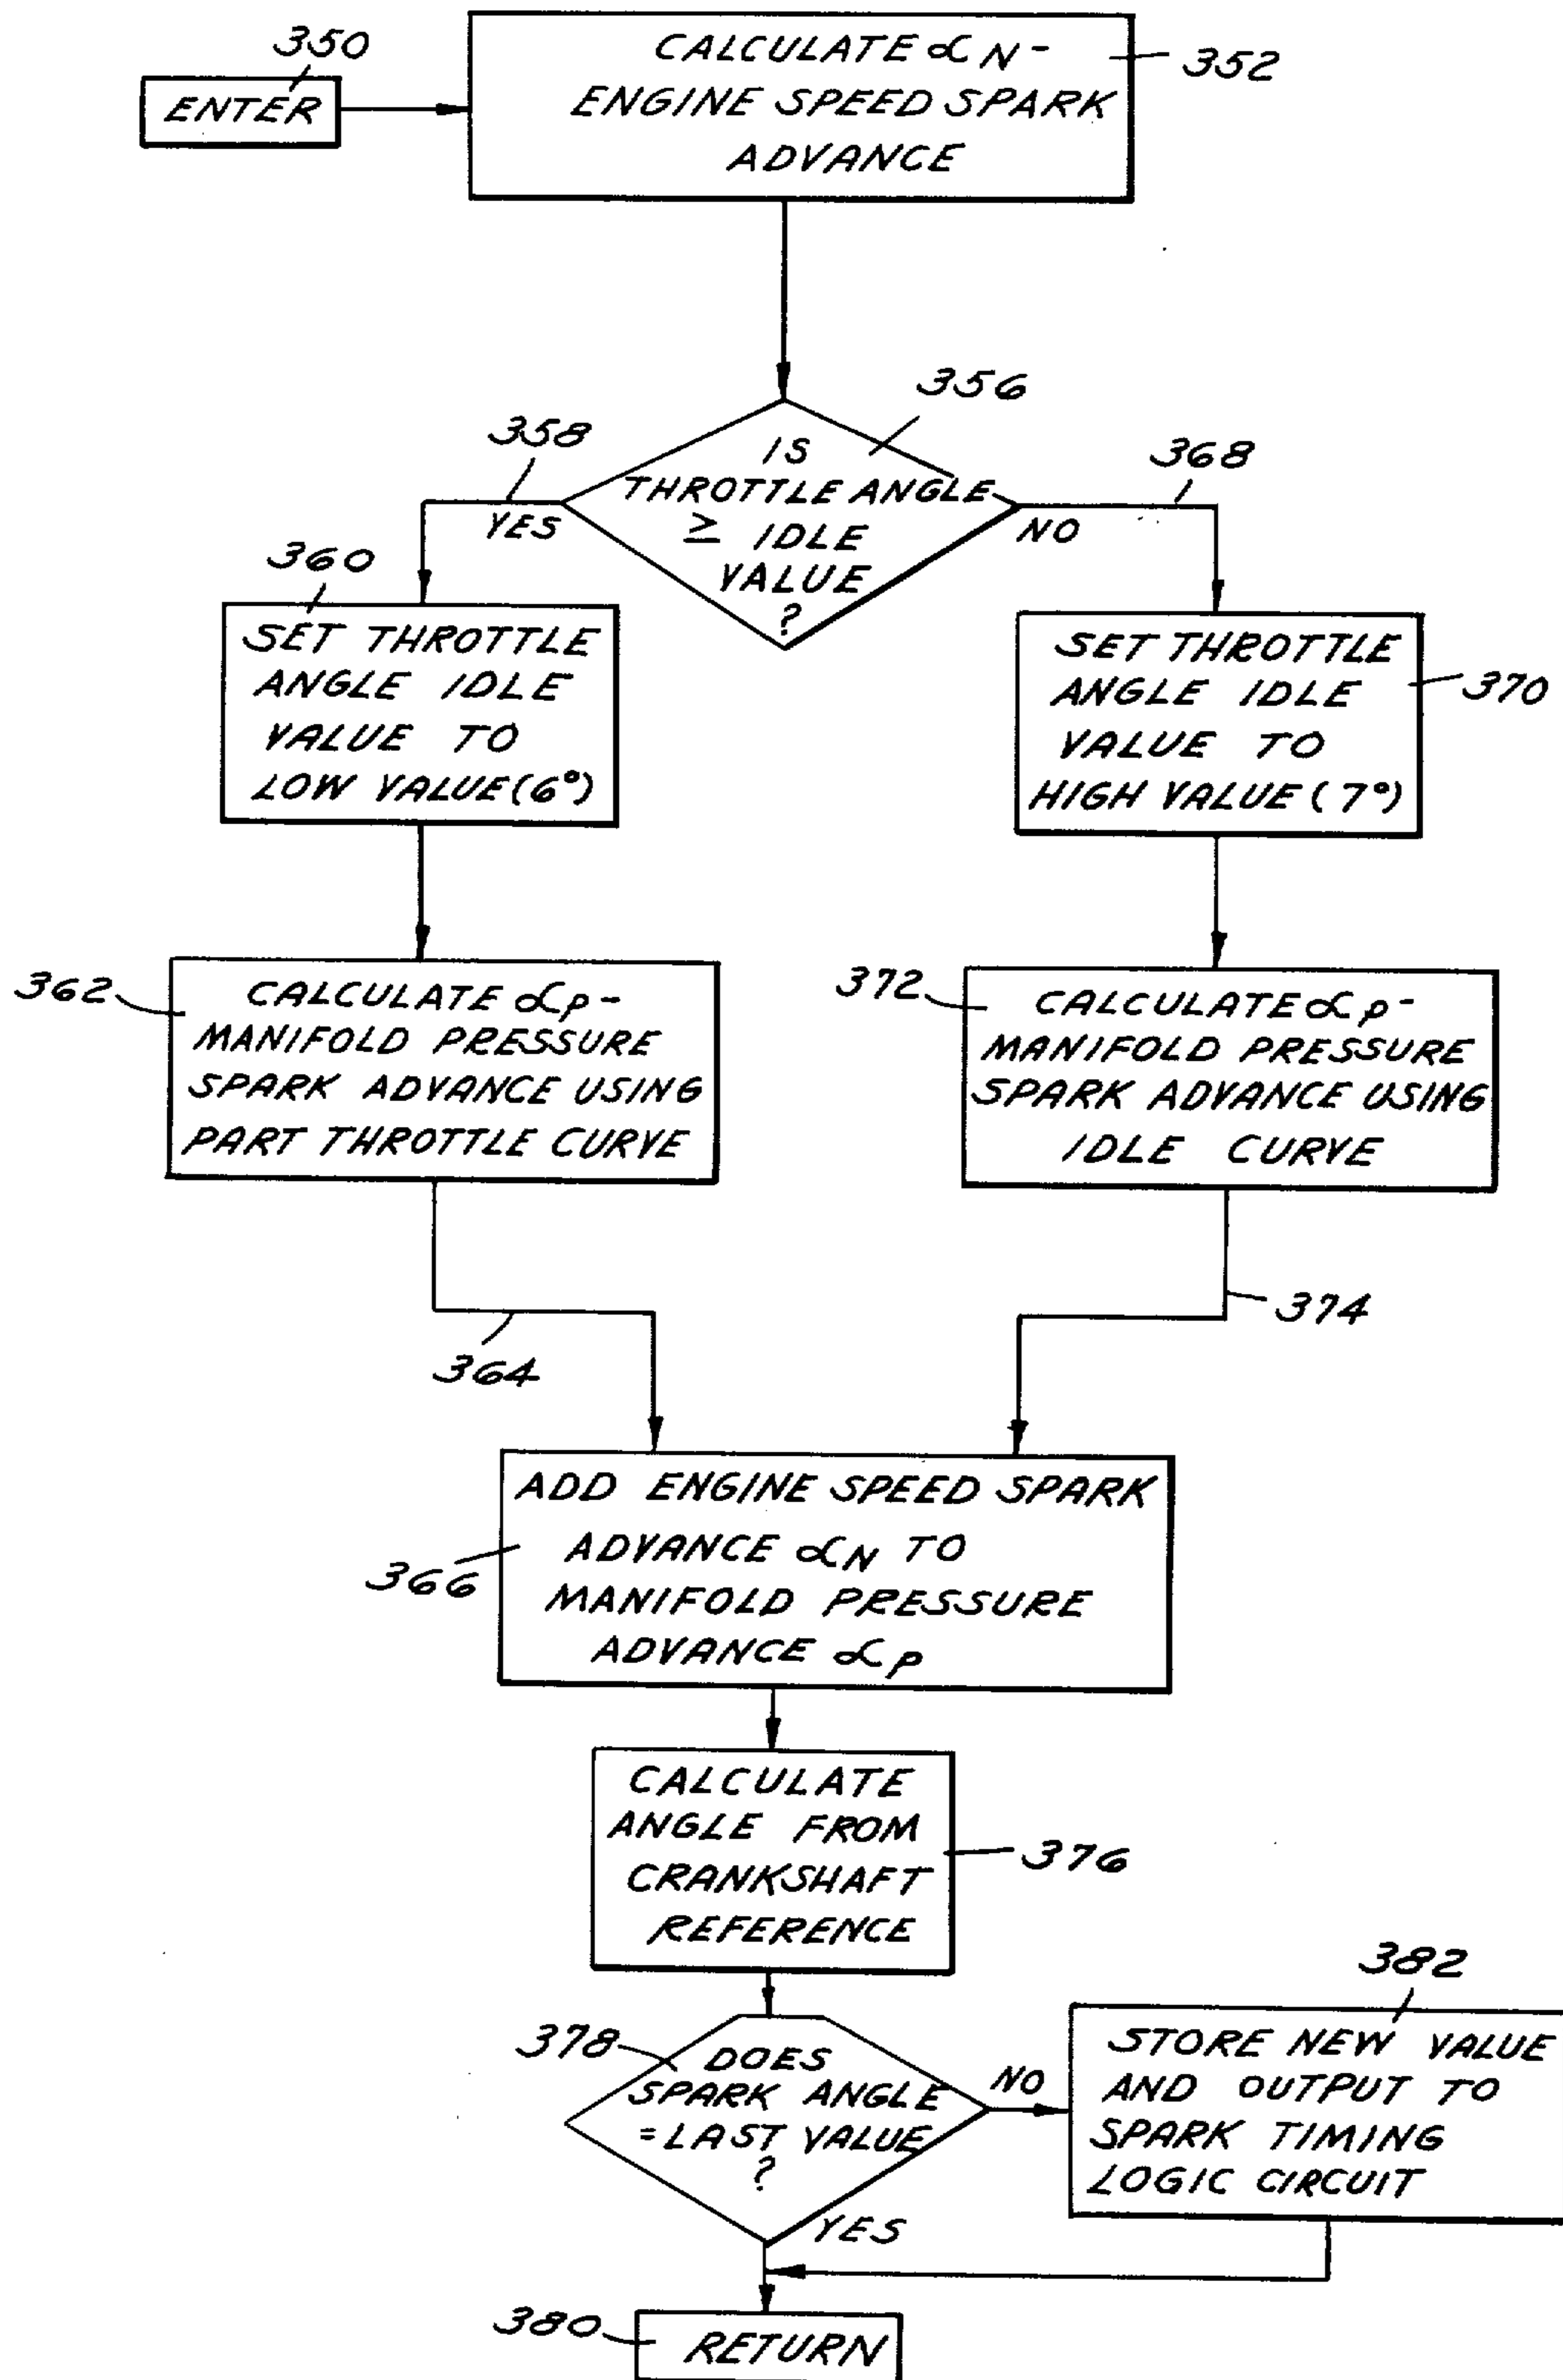 350
ENTER
CALCULATE ∝N-
ENGINE SPEED SPARK
ADVANCE
352
356
IS
THROTTLE ANGLE
≥ IDLE
VALUE
?
358
YES
368
NO
360
SET THROTTLE
ANGLE IDLE
VALUE TO
LOW VALUE (6°)
SET THROTTLE
ANGLE IDLE
VALUE TO
HIGH VALUE (7°)
370
362
CALCULATE ∝P-
MANIFOLD PRESSURE
SPARK ADVANCE USING
PART THROTTLE CURVE
372
CALCULATE ∝P-
MANIFOLD PRESSURE
SPARK ADVANCE USING
IDLE CURVE
364
374
ADD ENGINE SPEED SPARK
ADVANCE ∝N TO
MANIFOLD PRESSURE
ADVANCE ∝P
366
CALCULATE
ANGLE FROM
CRANKSHAFT
REFERENCE
376
378
DOES
SPARK ANGLE
= LAST VALUE
?
NO
YES
382
STORE NEW VALUE
AND OUTPUT TO
SPARK TIMING
LOGIC CIRCUIT
380
RETURN